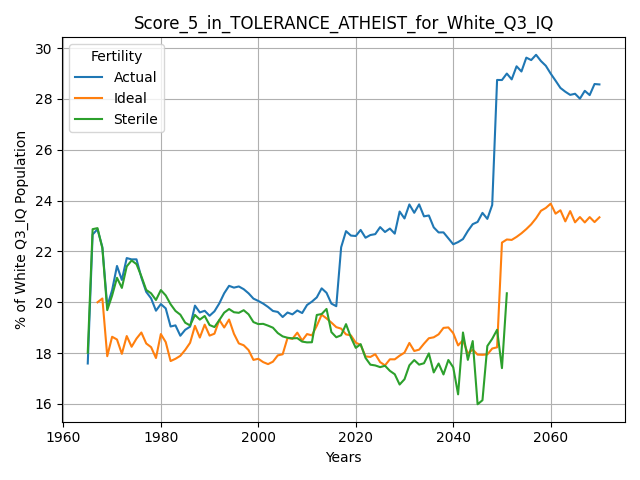 Score_5_in_TOLERANCE_ATHEIST_for_White_Q3_IQ
Fertility
Actual
Ideal
Sterile
% of White Q3_IQ Population
30
28
26
24
22
20
18
16
1960
1980
2000
2020
2040
2060
Years